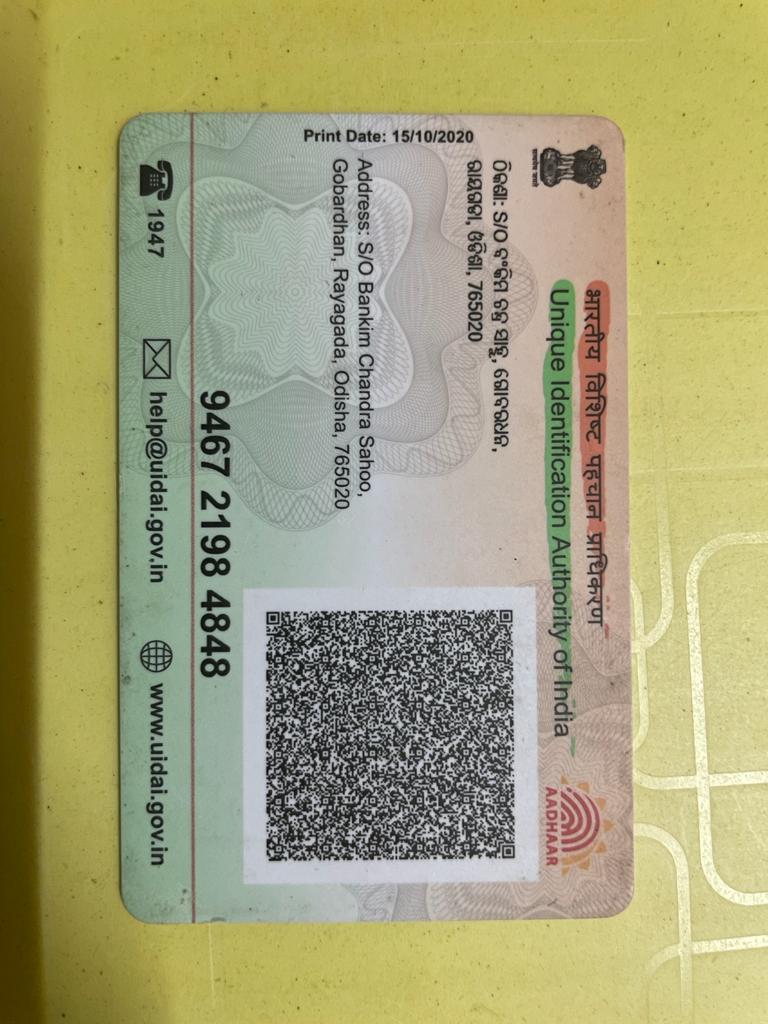 भारतीय विशिष्ट पहचान प्राधिकरण
Unique Identification Authority of India
सत्यमेव जयते
AADHAAR
ଠିକଣା: S/O ବଂକିମ ଚନ୍ଦ୍ର ସାହୁ, ଗୋବରଧନ,
ରାୟଗଡା, ଓଡିଶା, 765020
Print Date: 15/10/2020
Address: S/O Bankim Chandra Sahoo,
Gobardhan, Rayagada, Odisha, 765020
9467 2198 4848
1947
help@uidai.gov.in
www.uidai.gov.in